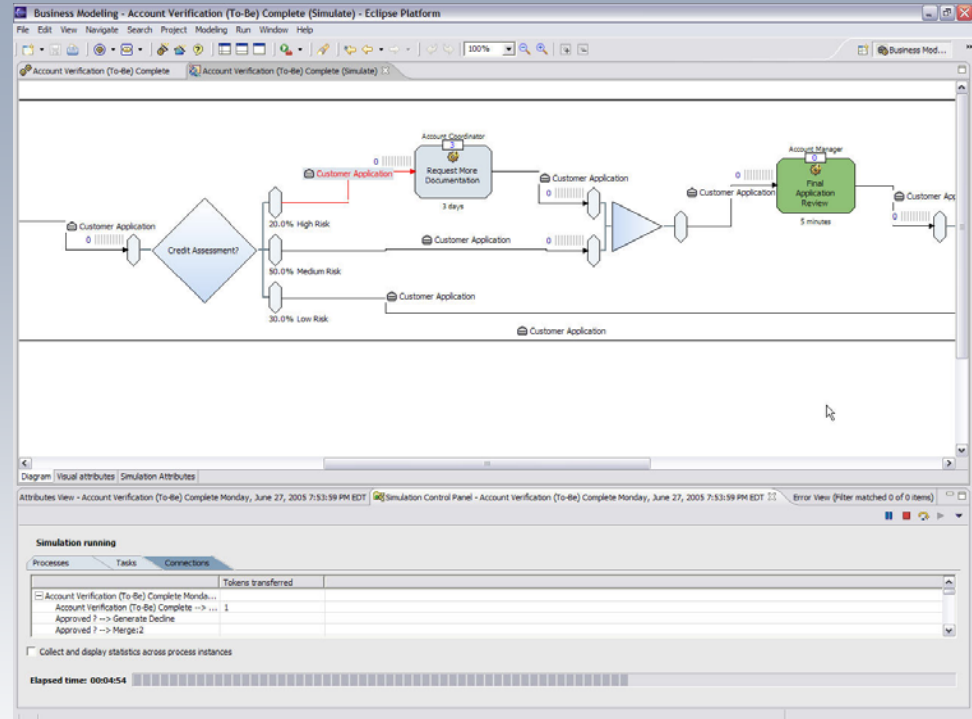 Business Modeling - Account Verification (To-Be) Complete (Simulate) - Eclipse Platform
File Edit View Navigate Search Project Modeling Run Window Help
100%
Business Mod...
Account Verification (To-Be) Complete
Account Verification (To-Be) Complete (Simulate)
Account Coordinator
3
Request More
Documentation
3 days
0
Customer Application
Customer Application
0
Account Manager
0
Final
Application
Review
5 minutes
0
Customer Application
Customer App
0
Customer Application
0
Credit Assessment?
20.0% High Risk
Customer Application
0
50.0% Medium Risk
Customer Application
30.0% Low Risk
Customer Application
Diagram Visual attributes Simulation Attributes
Attributes View - Account Verification (To-Be) Complete Monday, June 27, 2005 7:53:59 PM EDT
Simulation Control Panel - Account Verification (To-Be) Complete Monday, June 27, 2005 7:53:59 PM EDT
Error View (Filter matched 0 of 0 items)
Simulation running
Processes Tasks Connections
Tokens transferred
Account Verification (To-Be) Complete Monda...
Account Verification (To-Be) Complete --> ... 1
Approved ? --> Generate Decline
Approved ? --> Merge:2
Collect and display statistics across process instances
Elapsed time: 00:04:54